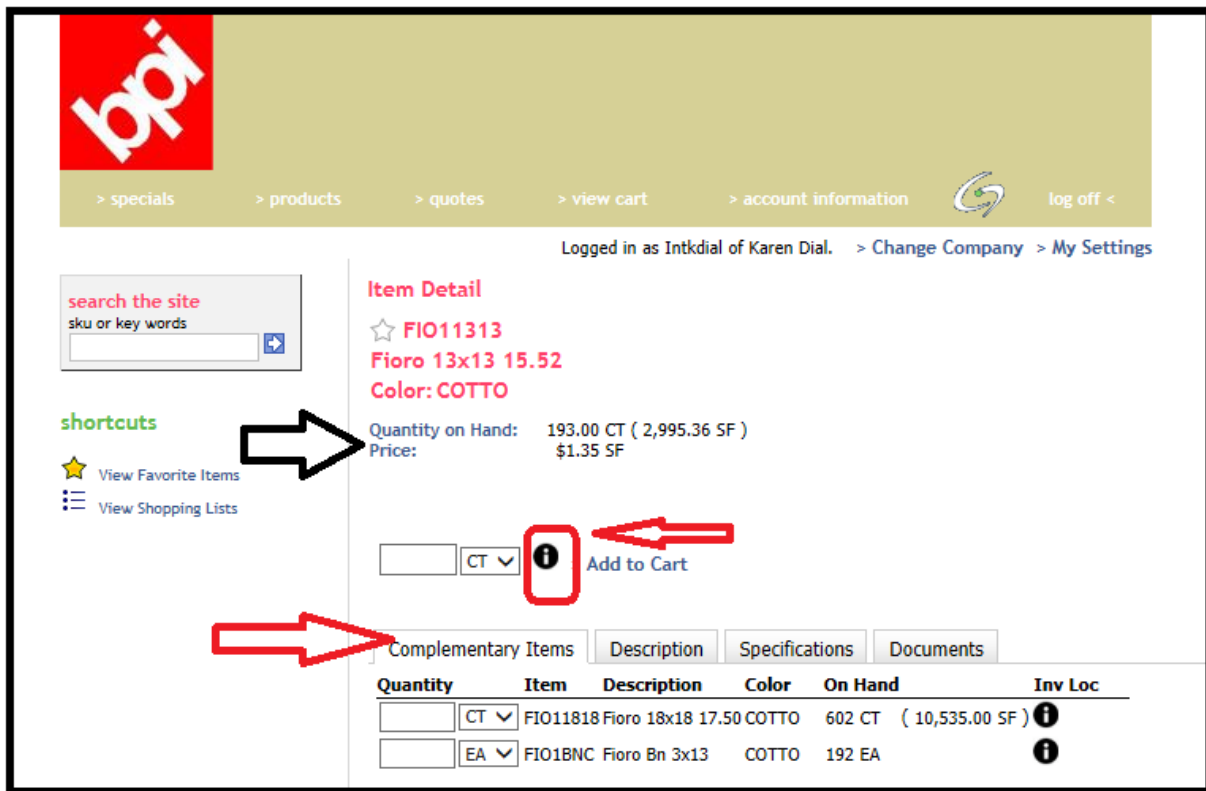 bpi
> specials > products > quotes > view cart > account information log off <
Logged in as Intkdial of Karen Dial. > Change Company > My Settings
search the site
sku or key words
shortcuts
View Favorite Items
View Shopping Lists
Item Detail
FIO11313
Fioro 13x13 15.52
Color: COTTO
Quantity on Hand: 193.00 CT ( 2,995.36 SF )
Price: $1.35 SF
CT i Add to Cart
Complementary Items Description Specifications Documents
Quantity Item Description Color On Hand Inv Loc
CT FIO11818 Fioro 18x18 17.50 COTTO 602 CT ( 10,535.00 SF ) i
EA FIO1BNC Fioro Bn 3x13 COTTO 192 EA i